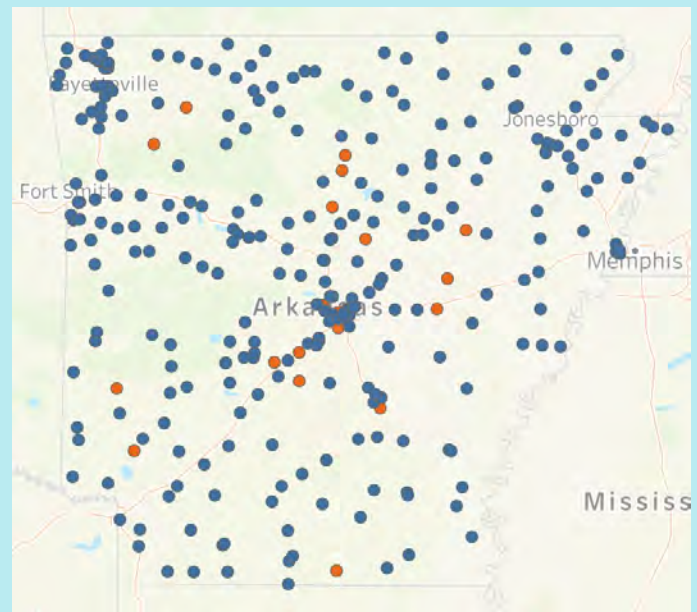 Fayetteville
Jonesboro
Fort Smith
Memphis
Arkansas
Mississ